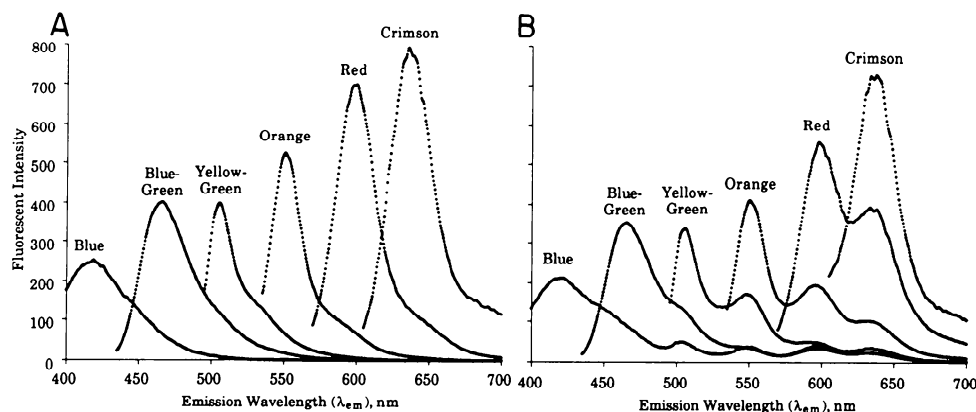 A
B
Crimson
Red
Orange
Yellow-
Green
Blue-
Green
Blue
800
700
600
500
400
300
200
100
0
Fluorescent Intensity
400
450
500
550
600
650
700
Emission Wavelength (λem), nm
Crimson
Red
Orange
Yellow-
Green
Blue-
Green
Blue
400
450
500
550
600
650
700
Emission Wavelength (λem), nm